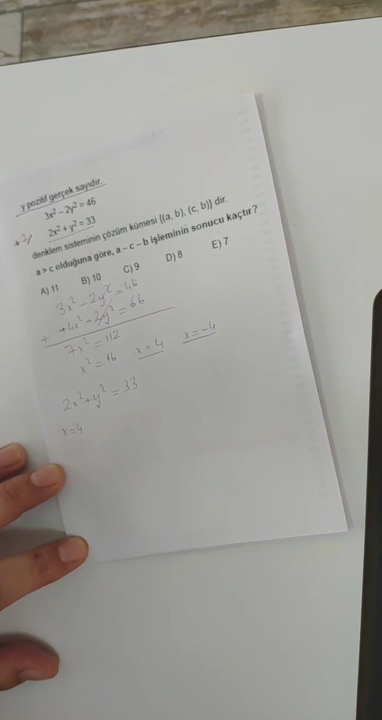 y pozitif gerçek sayıdır.
3x² – 2y² = 46
+2/ 2x² + y² = 33
denklem sisteminin çözüm kümesi {(a, b), (c, b)} dir.
a > c olduğuna göre, a – c – b işleminin sonucu kaçtır?
A) 11 B) 10 C) 9 D) 8 E) 7
3x² – 2y² = 46
+ +4x² + 2y² = 66
7x² = 112
x² = 16 x = 4 x = -4
2x² + y² = 33
x = 4